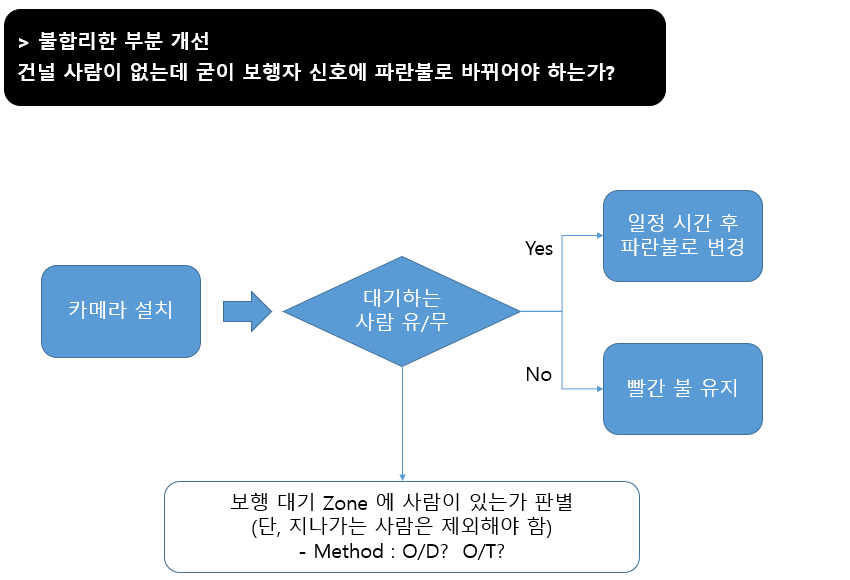 > 불합리한 부분 개선
건널 사람이 없는데 굳이 보행자 신호에 파란불로 바뀌어야 하는가?
카메라 설치
대기하는
사람 유/무
Yes
일정 시간 후
파란불로 변경
No
빨간 불 유지
보행 대기 Zone 에 사람이 있는가 판별
(단, 지나가는 사람은 제외해야 함)
- Method : O/D?  O/T?